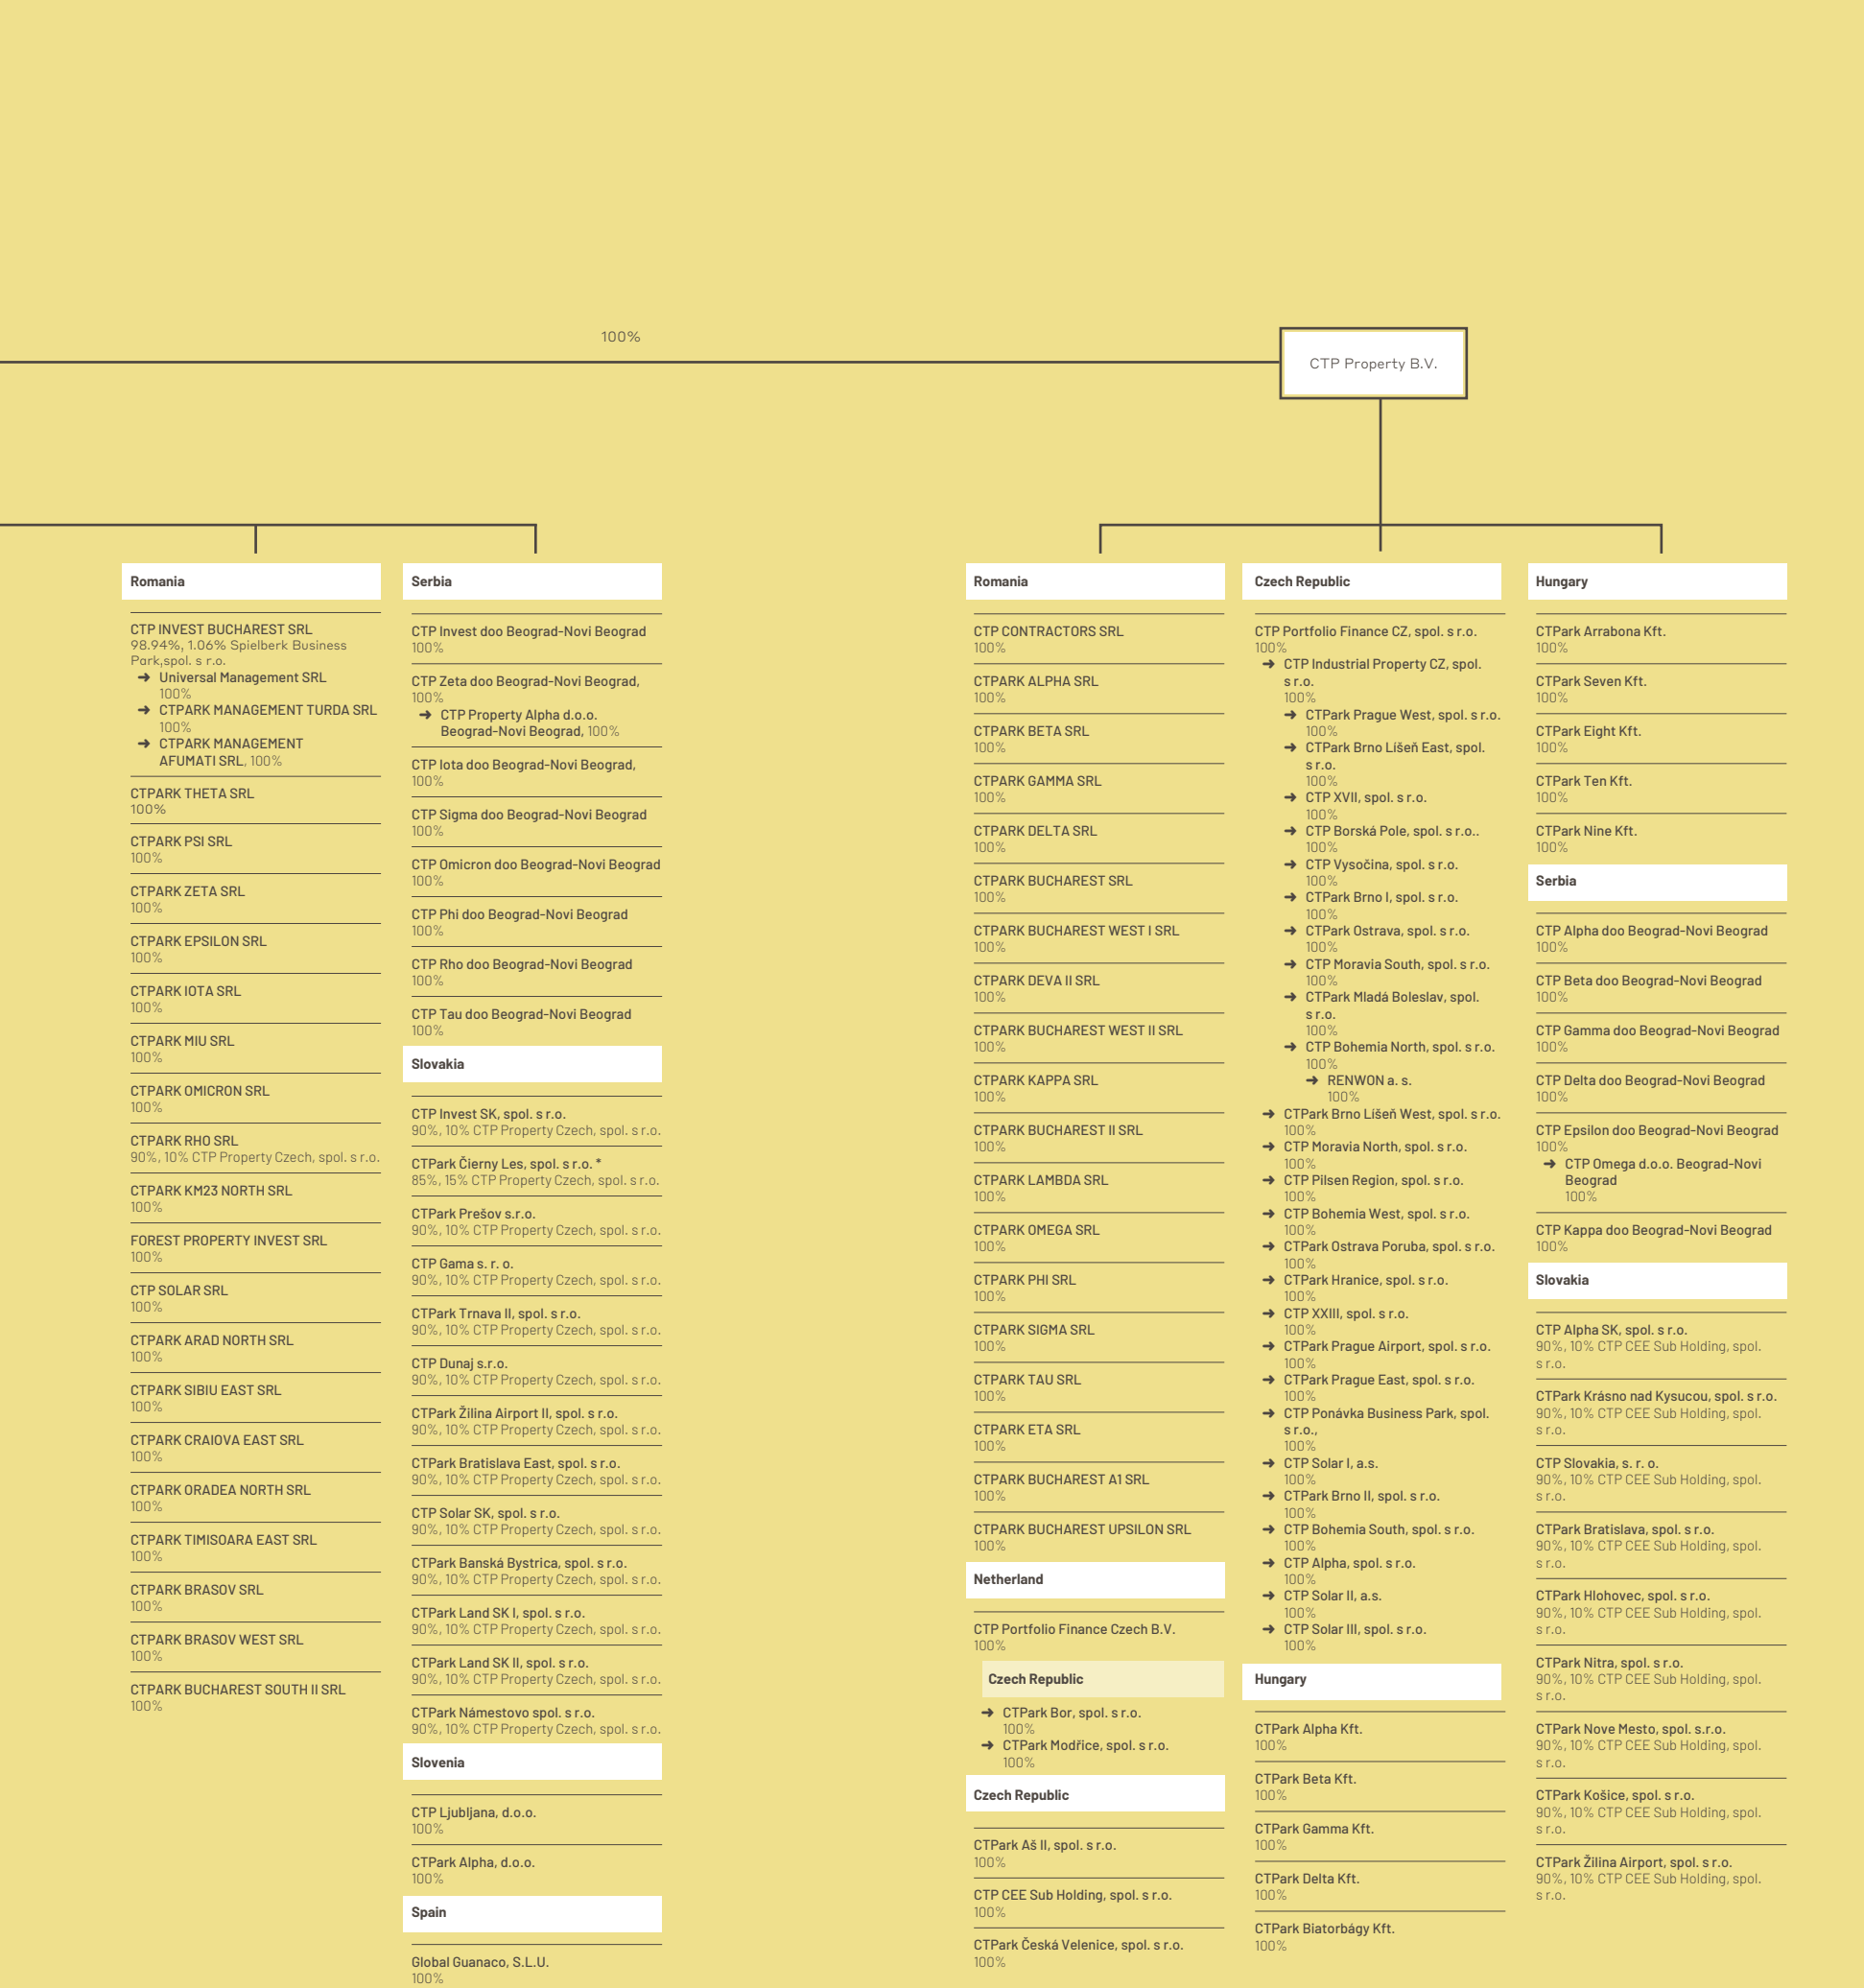 100%
CTP Property B.V.
Romania
CTP INVEST BUCHAREST SRL
98.94%, 1.06% Spielberk Business
Park,spol. s r.o.
➜ Universal Management SRL
100%
➜ CTPARK MANAGEMENT TURDA SRL
100%
➜ CTPARK MANAGEMENT
AFUMATI SRL, 100%
CTPARK THETA SRL
100%
CTPARK PSI SRL
100%
CTPARK ZETA SRL
100%
CTPARK EPSILON SRL
100%
CTPARK IOTA SRL
100%
CTPARK MIU SRL
100%
CTPARK OMICRON SRL
100%
CTPARK RHO SRL
90%, 10% CTP Property Czech, spol. s r.o.
CTPARK KM23 NORTH SRL
100%
FOREST PROPERTY INVEST SRL
100%
CTP SOLAR SRL
100%
CTPARK ARAD NORTH SRL
100%
CTPARK SIBIU EAST SRL
100%
CTPARK CRAIOVA EAST SRL
100%
CTPARK ORADEA NORTH SRL
100%
CTPARK TIMISOARA EAST SRL
100%
CTPARK BRASOV SRL
100%
CTPARK BRASOV WEST SRL
100%
CTPARK BUCHAREST SOUTH II SRL
100%
Serbia
CTP Invest doo Beograd-Novi Beograd
100%
CTP Zeta doo Beograd-Novi Beograd,
100%
➜ CTP Property Alpha d.o.o.
Beograd-Novi Beograd, 100%
CTP Iota doo Beograd-Novi Beograd,
100%
CTP Sigma doo Beograd-Novi Beograd
100%
CTP Omicron doo Beograd-Novi Beograd
100%
CTP Phi doo Beograd-Novi Beograd
100%
CTP Rho doo Beograd-Novi Beograd
100%
CTP Tau doo Beograd-Novi Beograd
100%
Slovakia
CTP Invest SK, spol. s r.o.
90%, 10% CTP Property Czech, spol. s r.o.
CTPark Čierny Les, spol. s r.o. *
85%, 15% CTP Property Czech, spol. s r.o.
CTPark Prešov s.r.o.
90%, 10% CTP Property Czech, spol. s r.o.
CTP Gama s. r. o.
90%, 10% CTP Property Czech, spol. s r.o.
CTPark Trnava II, spol. s r.o.
90%, 10% CTP Property Czech, spol. s r.o.
CTP Dunaj s.r.o.
90%, 10% CTP Property Czech, spol. s r.o.
CTPark Žilina Airport II, spol. s r.o.
90%, 10% CTP Property Czech, spol. s r.o.
CTPark Bratislava East, spol. s r.o.
90%, 10% CTP Property Czech, spol. s r.o.
CTP Solar SK, spol. s r.o.
90%, 10% CTP Property Czech, spol. s r.o.
CTPark Banská Bystrica, spol. s r.o.
90%, 10% CTP Property Czech, spol. s r.o.
CTPark Land SK I, spol. s r.o.
90%, 10% CTP Property Czech, spol. s r.o.
CTPark Land SK II, spol. s r.o.
90%, 10% CTP Property Czech, spol. s r.o.
CTPark Námestovo spol. s r.o.
90%, 10% CTP Property Czech, spol. s r.o.
Slovenia
CTP Ljubljana, d.o.o.
100%
CTPark Alpha, d.o.o.
100%
Spain
Global Guanaco, S.L.U.
100%
Romania
CTP CONTRACTORS SRL
100%
CTPARK ALPHA SRL
100%
CTPARK BETA SRL
100%
CTPARK GAMMA SRL
100%
CTPARK DELTA SRL
100%
CTPARK BUCHAREST SRL
100%
CTPARK BUCHAREST WEST I SRL
100%
CTPARK DEVA II SRL
100%
CTPARK BUCHAREST WEST II SRL
100%
CTPARK KAPPA SRL
100%
CTPARK BUCHAREST II SRL
100%
CTPARK LAMBDA SRL
100%
CTPARK OMEGA SRL
100%
CTPARK PHI SRL
100%
CTPARK SIGMA SRL
100%
CTPARK TAU SRL
100%
CTPARK ETA SRL
100%
CTPARK BUCHAREST A1 SRL
100%
CTPARK BUCHAREST UPSILON SRL
100%
Netherland
CTP Portfolio Finance Czech B.V.
100%
Czech Republic
➜ CTPark Bor, spol. s r.o.
100%
➜ CTPark Modřice, spol. s r.o.
100%
Czech Republic
CTPark Aš II, spol. s r.o.
100%
CTP CEE Sub Holding, spol. s r.o.
100%
CTPark Česká Velenice, spol. s r.o.
100%
Czech Republic
CTP Portfolio Finance CZ, spol. s r.o.
100%
➜ CTP Industrial Property CZ, spol.
s r.o.
100%
➜ CTPark Prague West, spol. s r.o.
100%
➜ CTPark Brno Líšeň East, spol.
s r.o.
100%
➜ CTP XVII, spol. s r.o.
100%
➜ CTP Borská Pole, spol. s r.o..
100%
➜ CTP Vysočina, spol. s r.o.
100%
➜ CTPark Brno I, spol. s r.o.
100%
➜ CTPark Ostrava, spol. s r.o.
100%
➜ CTP Moravia South, spol. s r.o.
100%
➜ CTPark Mladá Boleslav, spol.
s r.o.
100%
➜ CTP Bohemia North, spol. s r.o.
100%
➜ RENWON a. s.
100%
➜ CTPark Brno Líšeň West, spol. s r.o.
100%
➜ CTP Moravia North, spol. s r.o.
100%
➜ CTP Pilsen Region, spol. s r.o.
100%
➜ CTP Bohemia West, spol. s r.o.
100%
➜ CTPark Ostrava Poruba, spol. s r.o.
100%
➜ CTPark Hranice, spol. s r.o.
100%
➜ CTP XXIII, spol. s r.o.
100%
➜ CTPark Prague Airport, spol. s r.o.
100%
➜ CTPark Prague East, spol. s r.o.
100%
➜ CTP Ponávka Business Park, spol.
s r.o.,
100%
➜ CTP Solar I, a.s.
100%
➜ CTPark Brno II, spol. s r.o.
100%
➜ CTP Bohemia South, spol. s r.o.
100%
➜ CTP Alpha, spol. s r.o.
100%
➜ CTP Solar II, a.s.
100%
➜ CTP Solar III, spol. s r.o.
100%
Hungary
CTPark Alpha Kft.
100%
CTPark Beta Kft.
100%
CTPark Gamma Kft.
100%
CTPark Delta Kft.
100%
CTPark Biatorbágy Kft.
100%
Hungary
CTPark Arrabona Kft.
100%
CTPark Seven Kft.
100%
CTPark Eight Kft.
100%
CTPark Ten Kft.
100%
CTPark Nine Kft.
100%
Serbia
CTP Alpha doo Beograd-Novi Beograd
100%
CTP Beta doo Beograd-Novi Beograd
100%
CTP Gamma doo Beograd-Novi Beograd
100%
CTP Delta doo Beograd-Novi Beograd
100%
CTP Epsilon doo Beograd-Novi Beograd
100%
➜ CTP Omega d.o.o. Beograd-Novi
Beograd
100%
CTP Kappa doo Beograd-Novi Beograd
100%
Slovakia
CTP Alpha SK, spol. s r.o.
90%, 10% CTP CEE Sub Holding, spol.
s r.o.
CTPark Krásno nad Kysucou, spol. s r.o.
90%, 10% CTP CEE Sub Holding, spol.
s r.o.
CTP Slovakia, s. r. o.
90%, 10% CTP CEE Sub Holding, spol.
s r.o.
CTPark Bratislava, spol. s r.o.
90%, 10% CTP CEE Sub Holding, spol.
s r.o.
CTPark Hlohovec, spol. s r.o.
90%, 10% CTP CEE Sub Holding, spol.
s r.o.
CTPark Nitra, spol. s r.o.
90%, 10% CTP CEE Sub Holding, spol.
s r.o.
CTPark Nove Mesto, spol. s.r.o.
90%, 10% CTP CEE Sub Holding, spol.
s r.o.
CTPark Košice, spol. s r.o.
90%, 10% CTP CEE Sub Holding, spol.
s r.o.
CTPark Žilina Airport, spol. s r.o.
90%, 10% CTP CEE Sub Holding, spol.
s r.o.